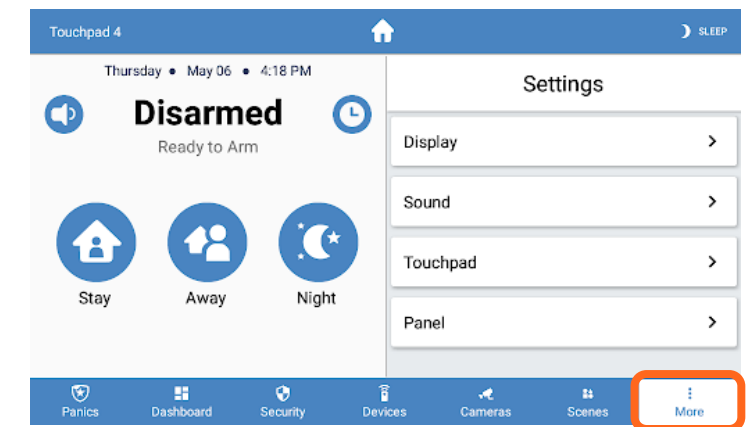 Touchpad 4
SLEEP
Thursday • May 06 • 4:18 PM
Disarmed
Ready to Arm
Stay Away Night
Settings
Display
Sound
Touchpad
Panel
Panics Dashboard Security Devices Cameras Scenes More